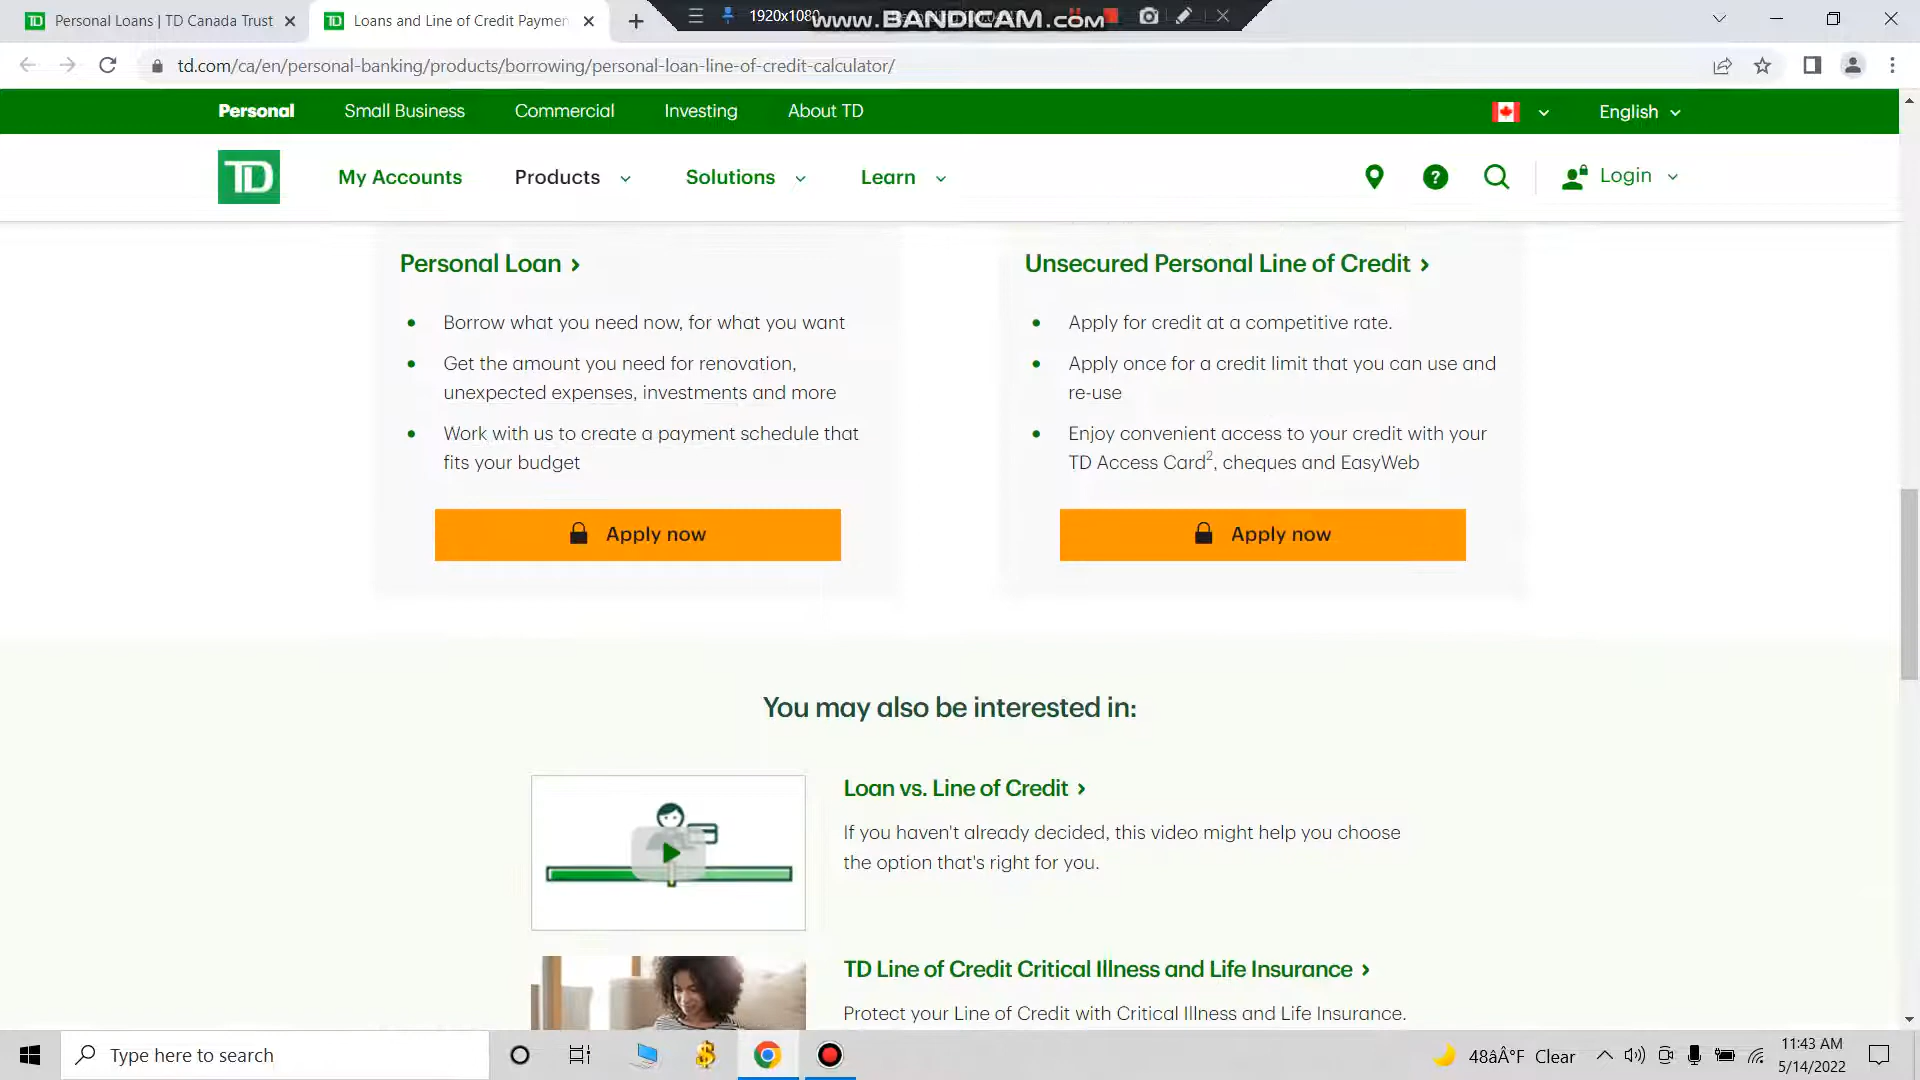 Personal Loans | TD Canada Trust
Loans and Line of Credit Paymen
1920x1080
www.BANDICAM.com
td.com/ca/en/personal-banking/products/borrowing/personal-loan-line-of-credit-calculator/
Personal Small Business Commercial Investing About TD English
TD My Accounts Products Solutions Learn ? Login
Personal Loan ›
Borrow what you need now, for what you want
Get the amount you need for renovation,
unexpected expenses, investments and more
Work with us to create a payment schedule that
fits your budget
Apply now
Unsecured Personal Line of Credit ›
Apply for credit at a competitive rate.
Apply once for a credit limit that you can use and
re-use
Enjoy convenient access to your credit with your
TD Access Card2, cheques and EasyWeb
Apply now
You may also be interested in:
Loan vs. Line of Credit ›
If you haven't already decided, this video might help you choose
the option that's right for you.
TD Line of Credit Critical Illness and Life Insurance ›
Protect your Line of Credit with Critical Illness and Life Insurance.
Type here to search
48âÂ°F Clear
11:43 AM
5/14/2022